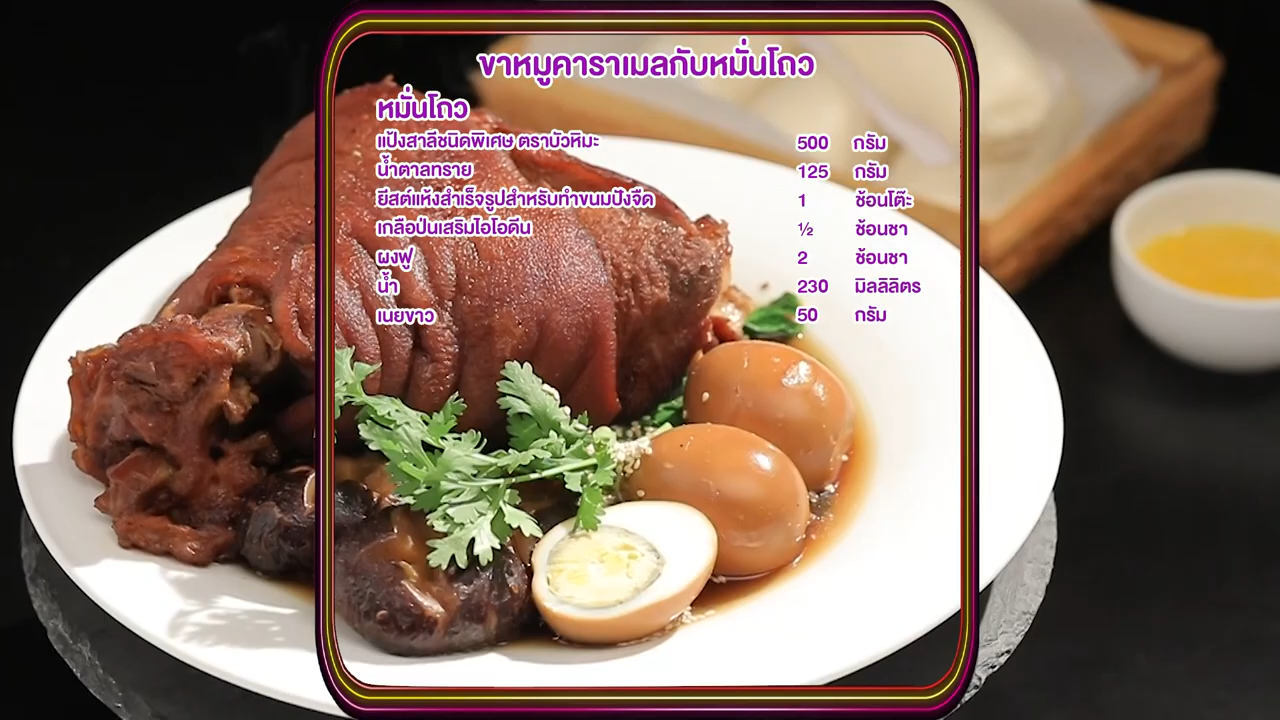 ขาหมูคาราเมลกับหมั่นโถว
หมั่นโถว
แป้งสาลีชนิดพิเศษ ตราบัวหิมะ 500 กรัม
น้ำตาลทราย 125 กรัม
ยีสต์แห้งสำเร็จรูปสำหรับทำขนมปังจืด 1 ช้อนโต๊ะ
เกลือป่นเสริมไอโอดีน ½ ช้อนชา
ผงฟู 2 ช้อนชา
น้ำ 230 มิลลิลิตร
เนยขาว 50 กรัม